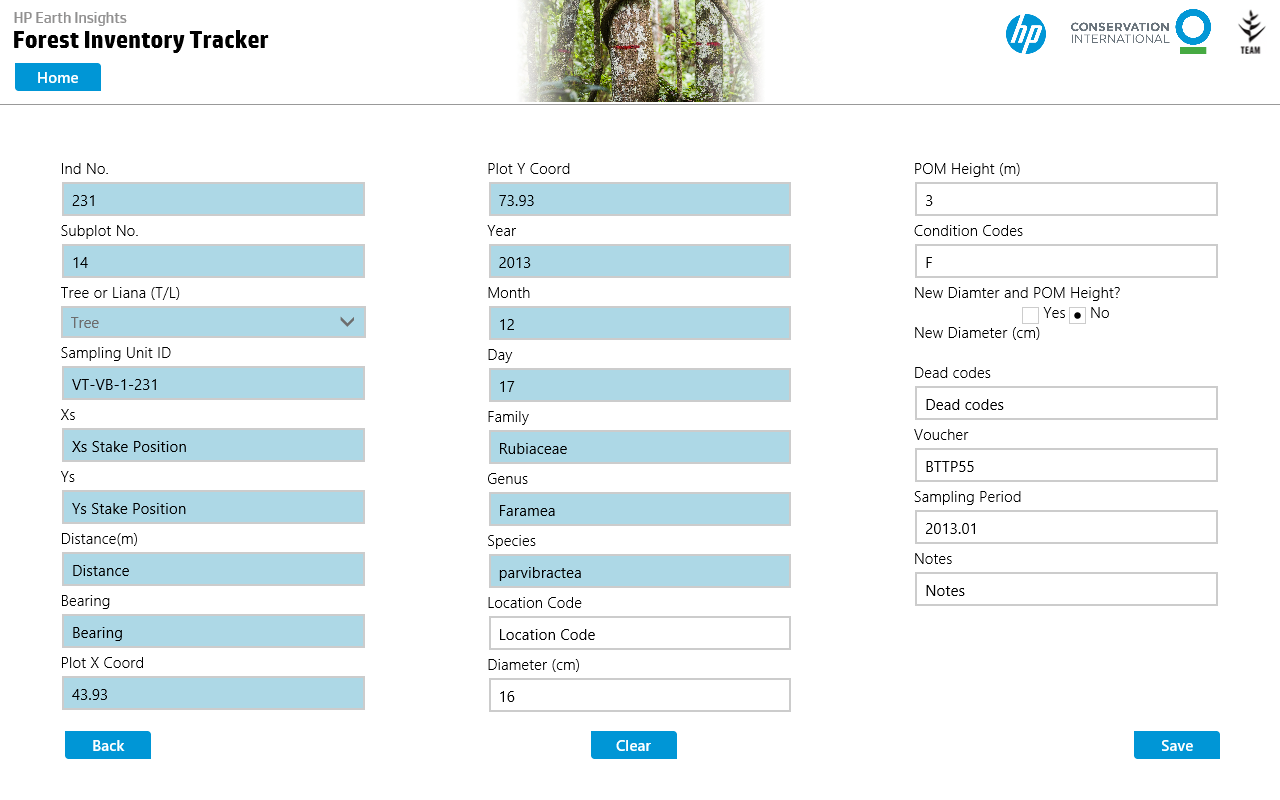 HP Earth Insights
Forest Inventory Tracker
Home
hp
CONSERVATION
INTERNATIONAL
TEAM
Ind No.
231
Subplot No.
14
Tree or Liana (T/L)
Tree
Sampling Unit ID
VT-VB-1-231
Xs
Xs Stake Position
Ys
Ys Stake Position
Distance(m)
Distance
Bearing
Bearing
Plot X Coord
43.93
Plot Y Coord
73.93
Year
2013
Month
12
Day
17
Family
Rubiaceae
Genus
Faramea
Species
parvibractea
Location Code
Location Code
Diameter (cm)
16
POM Height (m)
3
Condition Codes
F
New Diamter and POM Height?
Yes No
New Diameter (cm)
Dead codes
Dead codes
Voucher
BTTP55
Sampling Period
2013.01
Notes
Notes
Back
Clear
Save